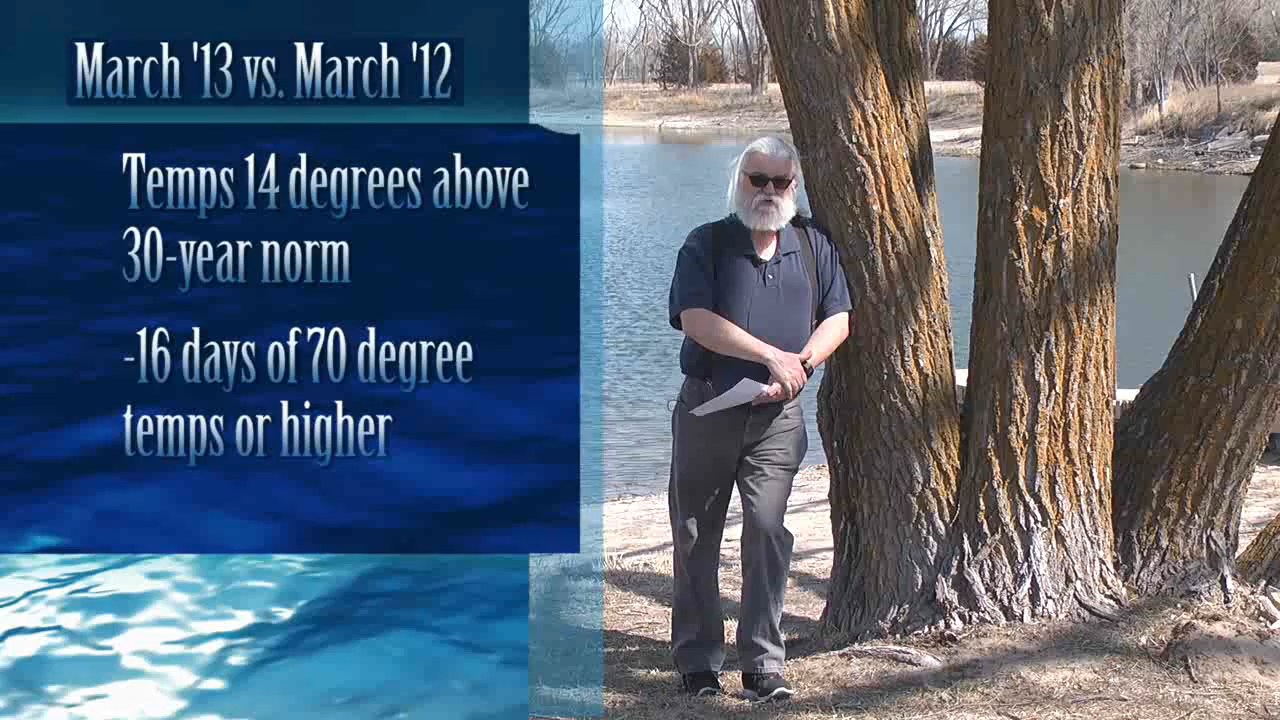 March '13 vs. March '12
Temps 14 degrees above
30-year norm
-16 days of 70 degree
temps or higher